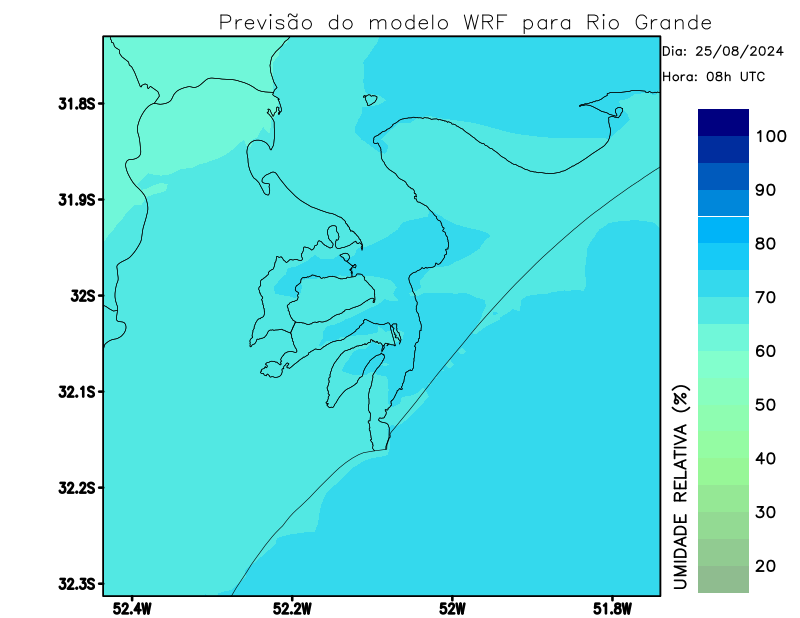 Previsão do modelo WRF para Rio Grande
Dia: 25/08/2024
Hora: 08h UTC
31.8S
31.9S
32S
32.1S
32.2S
32.3S
52.4W
52.2W
52W
51.8W
100
90
80
70
60
50
40
30
20
UMIDADE RELATIVA (%)